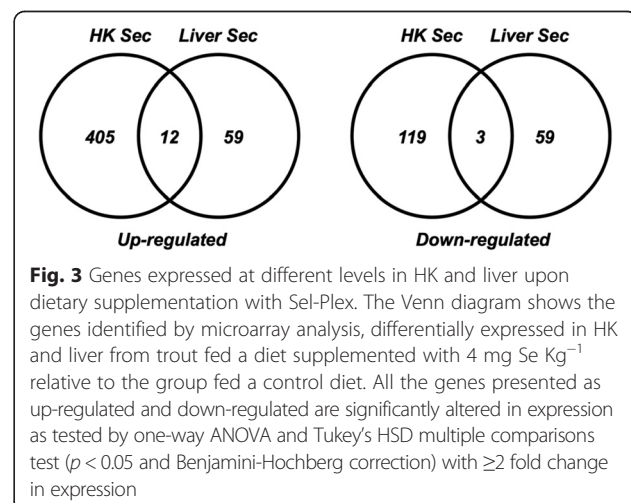 HK Sec Liver Sec HK Sec Liver Sec
405 12 59 119 3 59
Up-regulated Down-regulated
Fig. 3 Genes expressed at different levels in HK and liver upon
dietary supplementation with Sel-Plex. The Venn diagram shows the
genes identified by microarray analysis, differentially expressed in HK
and liver from trout fed a diet supplemented with 4 mg Se Kg⁻¹
relative to the group fed a control diet. All the genes presented as
up-regulated and down-regulated are significantly altered in expression
as tested by one-way ANOVA and Tukey's HSD multiple comparisons
test (p < 0.05 and Benjamini-Hochberg correction) with ≥2 fold change
in expression